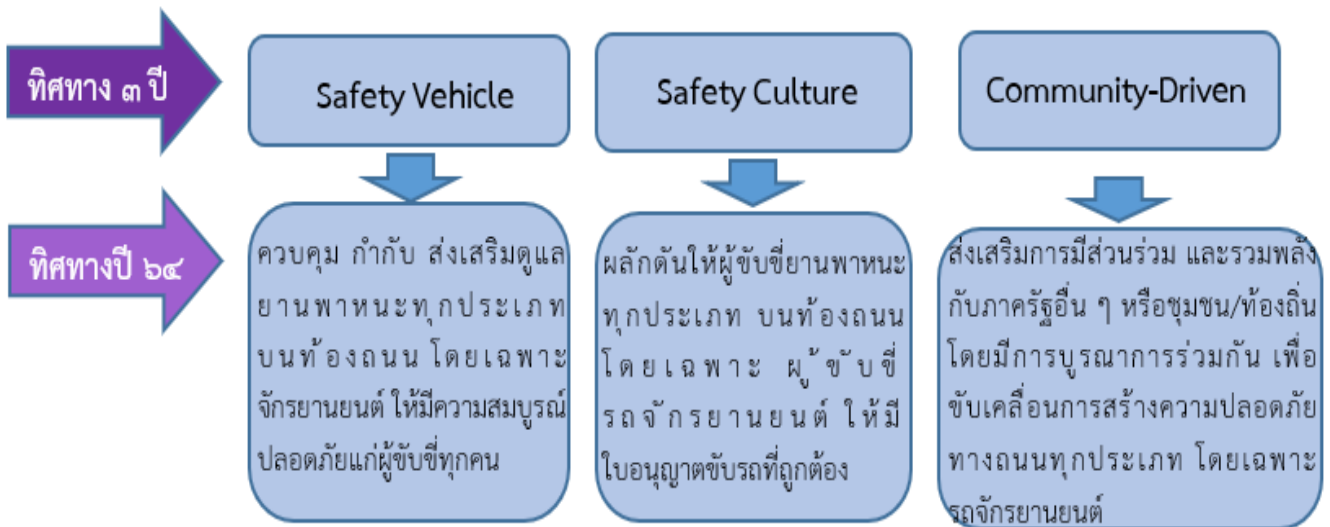 ทิศทาง ๓ ปี
Safety Vehicle
Safety Culture
Community-Driven
ทิศทางปี ๖๔
ควบคุม กำกับ ส่งเสริมดูแล
ยานพาหนะทุกประเภท
บนท้องถนน โดยเฉพาะ
จักรยานยนต์ ให้มีความสมบูรณ์
ปลอดภัยแก่ผู้ขับขี่ทุกคน
ผลักดันให้ผู้ขับขี่ยานพาหนะ
ทุกประเภท บนท้องถนน
โดยเฉพาะ ผู้ขับขี่
รถจักรยานยนต์ ให้มี
ใบอนุญาตขับรถที่ถูกต้อง
ส่งเสริมการมีส่วนร่วม และรวมพลัง
กับภาครัฐอื่น ๆ หรือชุมชน/ท้องถิ่น
โดยมีการบูรณาการร่วมกัน เพื่อ
ขับเคลื่อนการสร้างความปลอดภัย
ทางถนนทุกประเภท โดยเฉพาะ
รถจักรยานยนต์